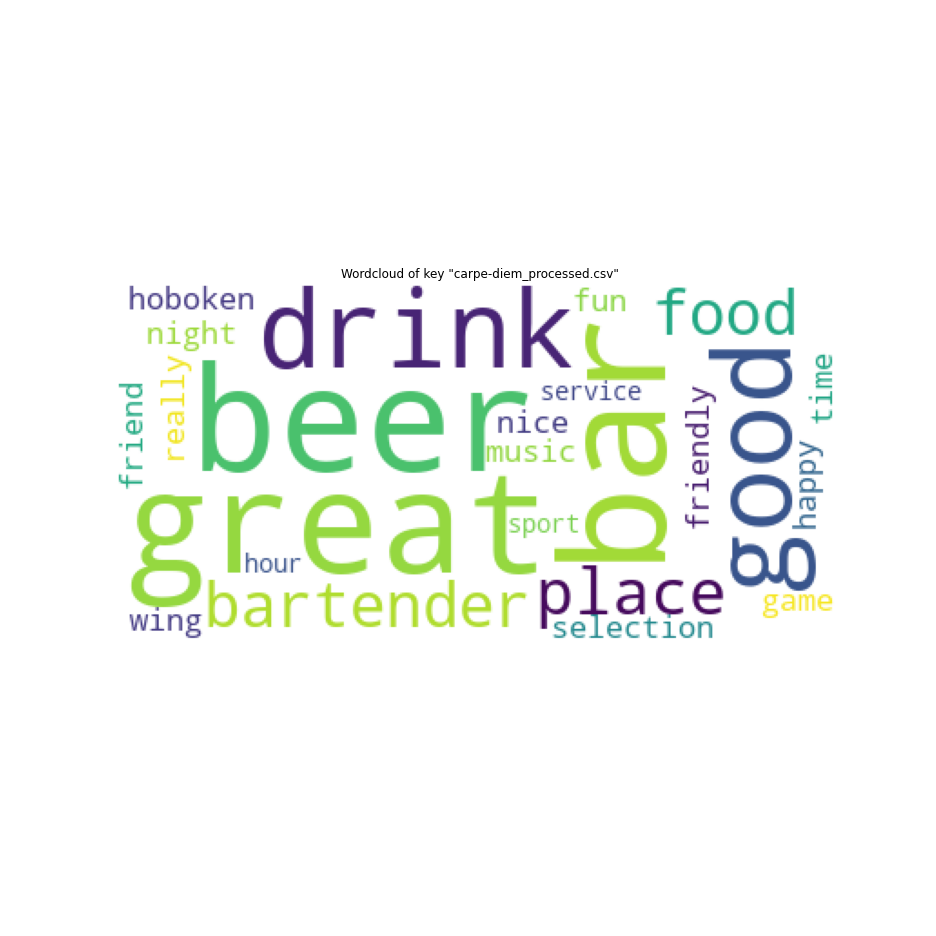 Wordcloud of key "carpe-diem_processed.csv"
hoboken
drink
fun
food
night
beer
bar
good
really
friend
service
nice
music
friendly
time
happy
great
sport
hour
bartender
place
game
wing
selection